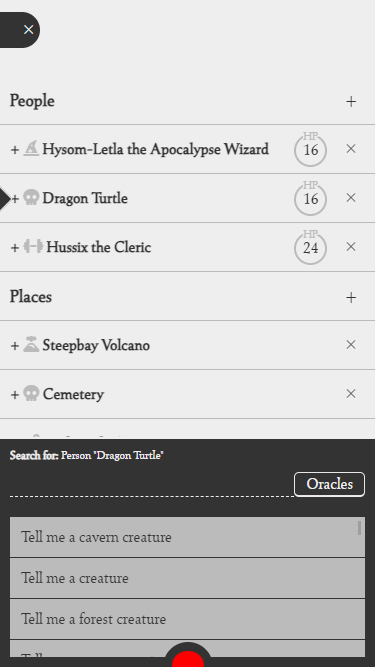 ×
People +
HP
+ Hysom-Letla the Apocalypse Wizard 16 ×
HP
+ Dragon Turtle 16 ×
HP
+ Hussix the Cleric 24 ×
Places +
+ Steepbay Volcano ×
+ Cemetery ×
Search for: Person "Dragon Turtle"
Oracles
Tell me a cavern creature
Tell me a creature
Tell me a forest creature